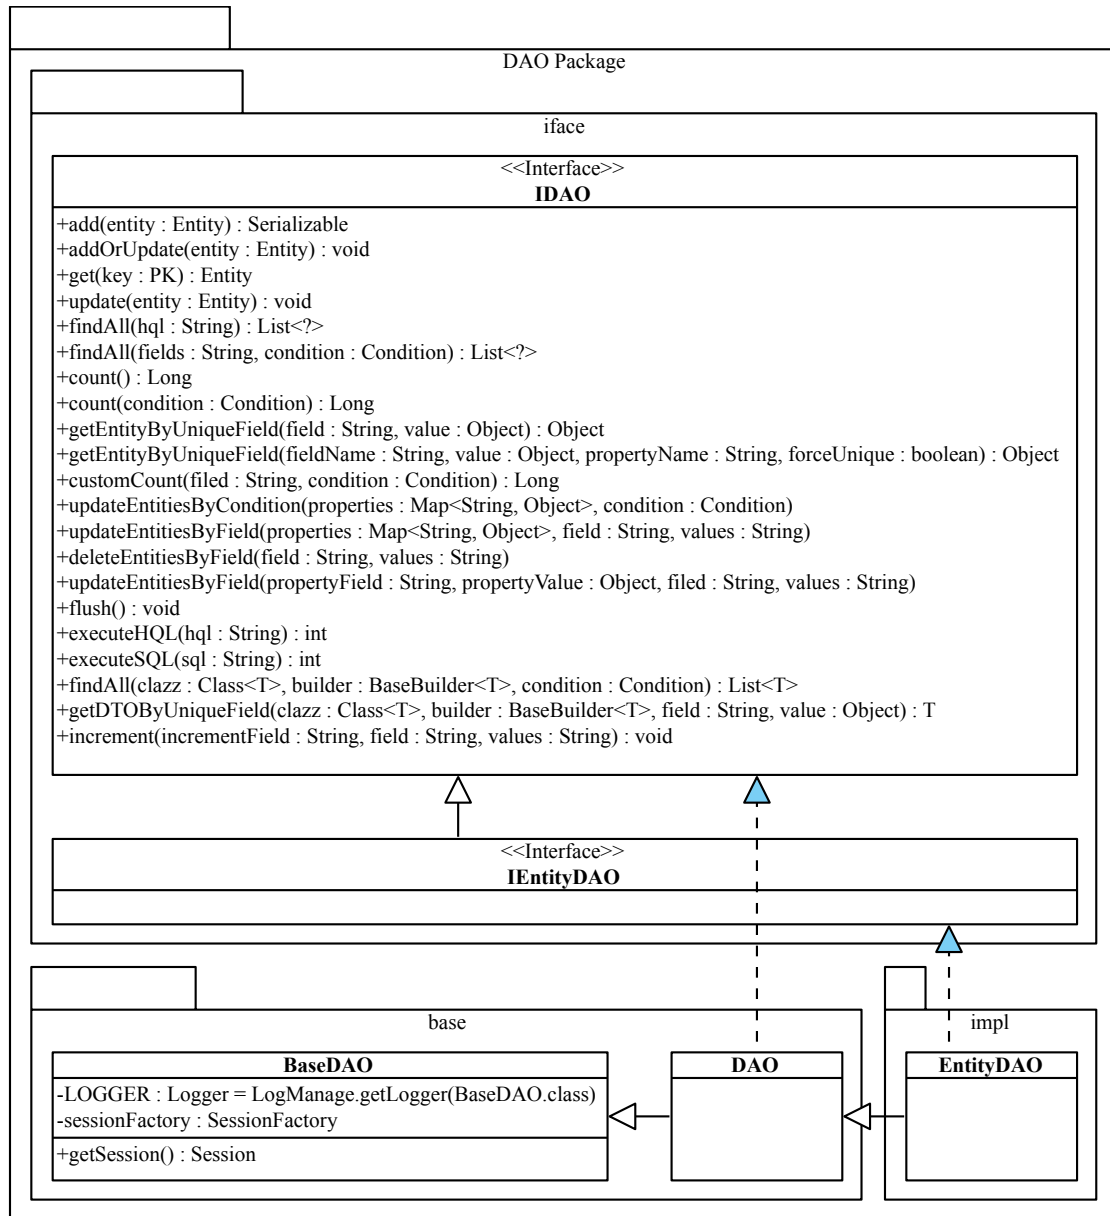 DAO Package
iface
<<Interface>>
IDAO
+add(entity : Entity) : Serializable
+addOrUpdate(entity : Entity) : void
+get(key : PK) : Entity
+update(entity : Entity) : void
+findAll(hql : String) : List<?>
+findAll(fields : String, condition : Condition) : List<?>
+count() : Long
+count(condition : Condition) : Long
+getEntityByUniqueField(field : String, value : Object) : Object
+getEntityByUniqueField(fieldName : String, value : Object, propertyName : String, forceUnique : boolean) : Object
+customCount(filed : String, condition : Condition) : Long
+updateEntitiesByCondition(properties : Map<String, Object>, condition : Condition)
+updateEntitiesByField(properties : Map<String, Object>, field : String, values : String)
+deleteEntitiesByField(field : String, values : String)
+updateEntitiesByField(propertyField : String, propertyValue : Object, filed : String, values : String)
+flush() : void
+executeHQL(hql : String) : int
+executeSQL(sql : String) : int
+findAll(clazz : Class<T>, builder : BaseBuilder<T>, condition : Condition) : List<T>
+getDTOByUniqueField(clazz : Class<T>, builder : BaseBuilder<T>, field : String, value : Object) : T
+increment(incrementField : String, field : String, values : String) : void
<<Interface>>
IEntityDAO
base
BaseDAO
-LOGGER : Logger = LogManage.getLogger(BaseDAO.class)
-sessionFactory : SessionFactory
+getSession() : Session
DAO
impl
EntityDAO